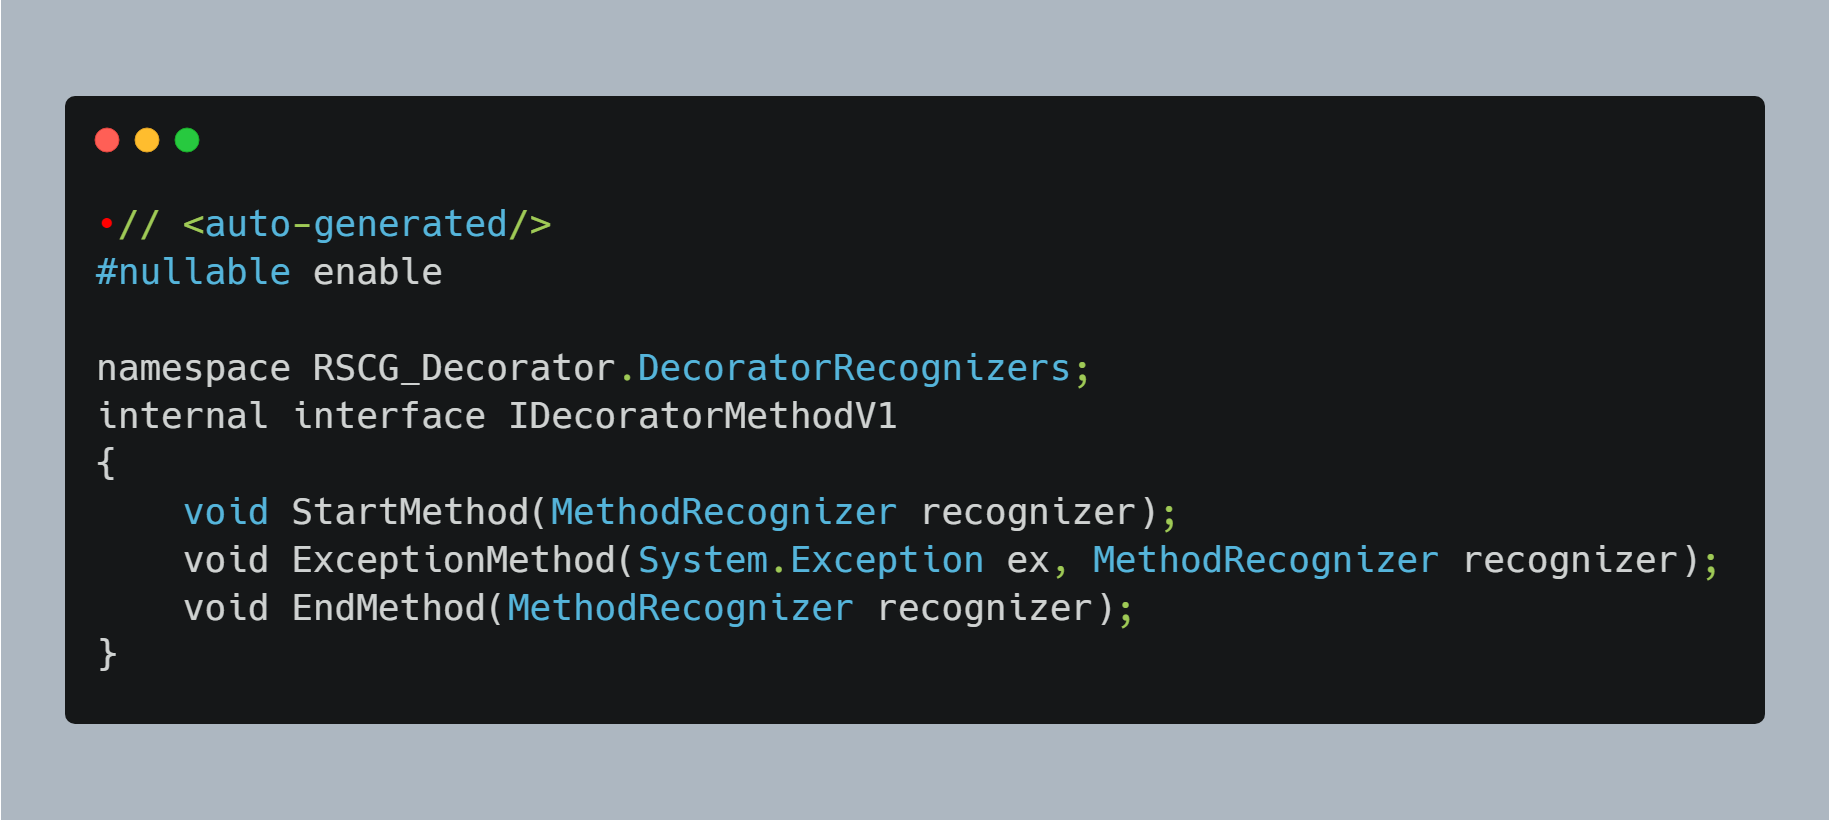 •// <auto-generated/>
#nullable enable

namespace RSCG_Decorator.DecoratorRecognizers;
internal interface IDecoratorMethodV1
{
    void StartMethod(MethodRecognizer recognizer);
    void ExceptionMethod(System.Exception ex, MethodRecognizer recognizer);
    void EndMethod(MethodRecognizer recognizer);
}